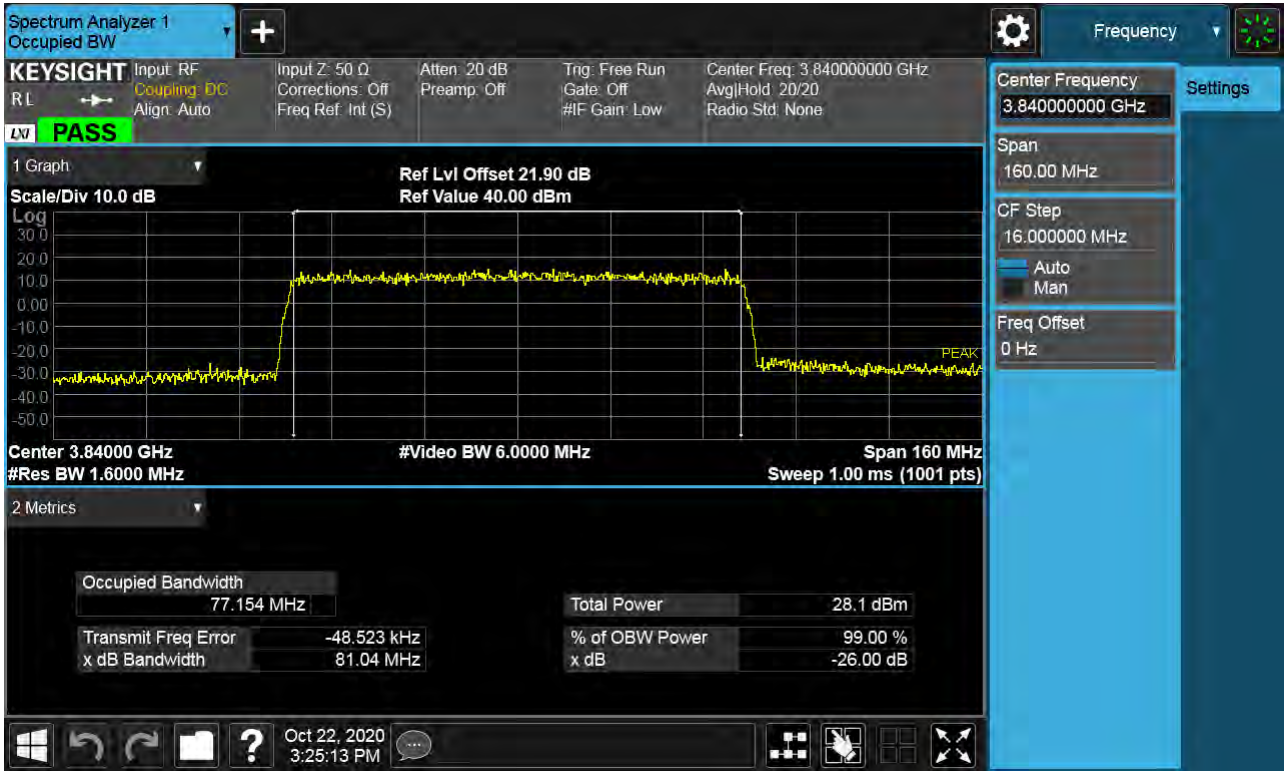 Spectrum Analyzer 1
Occupied BW
+
Frequency
KEYSIGHT
R L
LXI
PASS
Input: RF
Coupling: DC
Align: Auto
Input Z: 50 Ω
Corrections: Off
Freq Ref: Int (S)
Atten: 20 dB
Preamp: Off
Trig: Free Run
Gate: Off
#IF Gain: Low
Center Freq: 3.840000000 GHz
Avg|Hold: 20/20
Radio Std: None
Center Frequency
3.840000000 GHz
Settings
Span
160.00 MHz
CF Step
16.000000 MHz
Auto
Man
Freq Offset
0 Hz
1 Graph
Scale/Div 10.0 dB
Ref Lvl Offset 21.90 dB
Ref Value 40.00 dBm
Log
30.0
20.0
10.0
0.00
-10.0
-20.0
-30.0
-40.0
-50.0
PEAK
Center 3.84000 GHz
#Video BW 6.0000 MHz
Span 160 MHz
#Res BW 1.6000 MHz
Sweep 1.00 ms (1001 pts)
2 Metrics
Occupied Bandwidth
77.154 MHz
Total Power 28.1 dBm
Transmit Freq Error -48.523 kHz
% of OBW Power 99.00 %
x dB Bandwidth 81.04 MHz
x dB -26.00 dB
?
Oct 22, 2020
3:25:13 PM